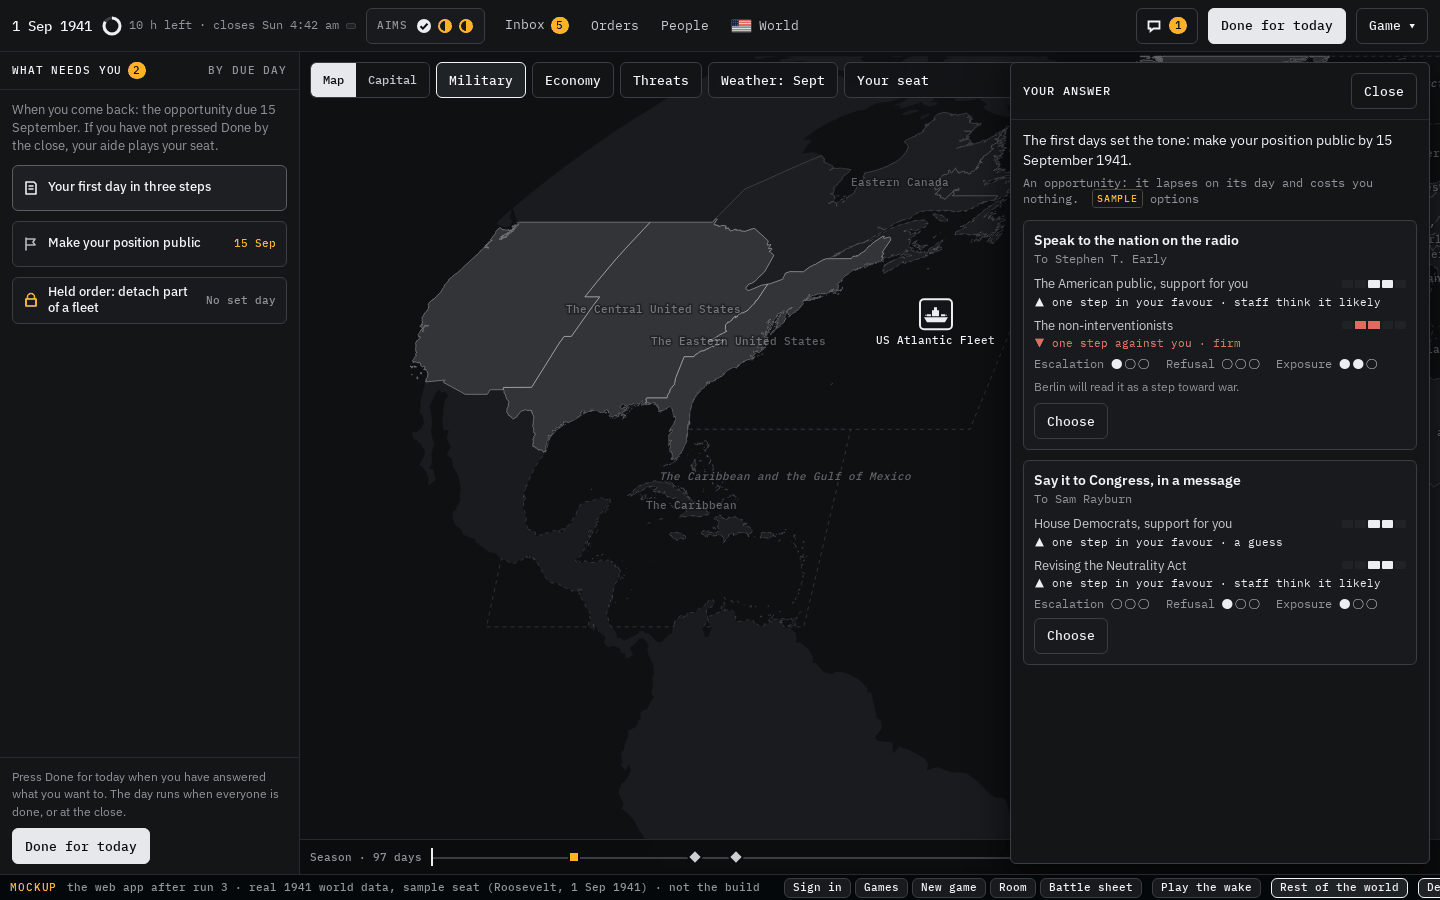 1 Sep 1941
10 h left · closes Sun 4:42 am
AIMS
Inbox 5
Orders
People
World
1
Done for today
Game ▾
WHAT NEEDS YOU 2
BY DUE DAY
When you come back: the opportunity due 15
September. If you have not pressed Done by
the close, your aide plays your seat.
Your first day in three steps
Make your position public
15 Sep
Held order: detach part
of a fleet
No set day
Press Done for today when you have answered
what you want to. The day runs when everyone is
done, or at the close.
Done for today
Map
Capital
Military
Economy
Threats
Weather: Sept
Your seat
Eastern Canada
The Central United States
The Eastern United States
US Atlantic Fleet
The Caribbean and the Gulf of Mexico
The Caribbean
Season · 97 days
YOUR ANSWER
Close
The first days set the tone: make your position public by 15
September 1941.
An opportunity: it lapses on its day and costs you
nothing. SAMPLE options
Speak to the nation on the radio
To Stephen T. Early
The American public, support for you
▲ one step in your favour · staff think it likely
The non-interventionists
▼ one step against you · firm
Escalation ●○○ Refusal ○○○ Exposure ●●○
Berlin will read it as a step toward war.
Choose
Say it to Congress, in a message
To Sam Rayburn
House Democrats, support for you
▲ one step in your favour · a guess
Revising the Neutrality Act
▲ one step in your favour · staff think it likely
Escalation ○○○ Refusal ●○○ Exposure ●○○
Choose
MOCKUP the web app after run 3 · real 1941 world data, sample seat (Roosevelt, 1 Sep 1941) · not the build
Sign in
Games
New game
Room
Battle sheet
Play the wake
Rest of the world